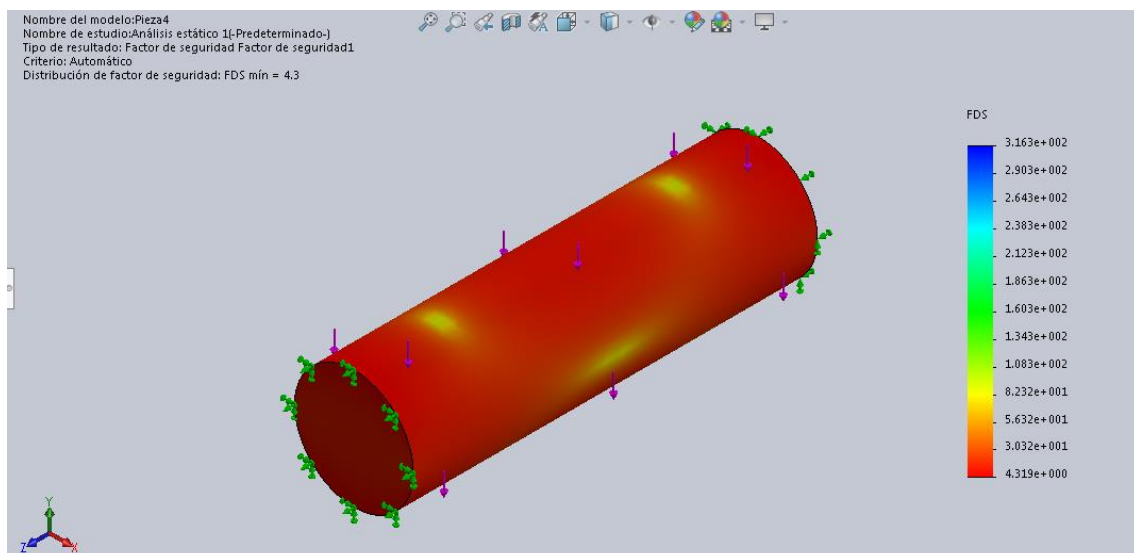 Nombre del modelo:Pieza4
Nombre de estudio:Análisis estático 1(-Predeterminado-)
Tipo de resultado: Factor de seguridad Factor de seguridad1
Criterio: Automático
Distribución de factor de seguridad: FDS mín = 4.3
FDS
3.163e+002
2.903e+002
2.643e+002
2.383e+002
2.123e+002
1.863e+002
1.603e+002
1.343e+002
1.083e+002
8.232e+001
5.632e+001
3.032e+001
4.319e+000
Y
Z
X